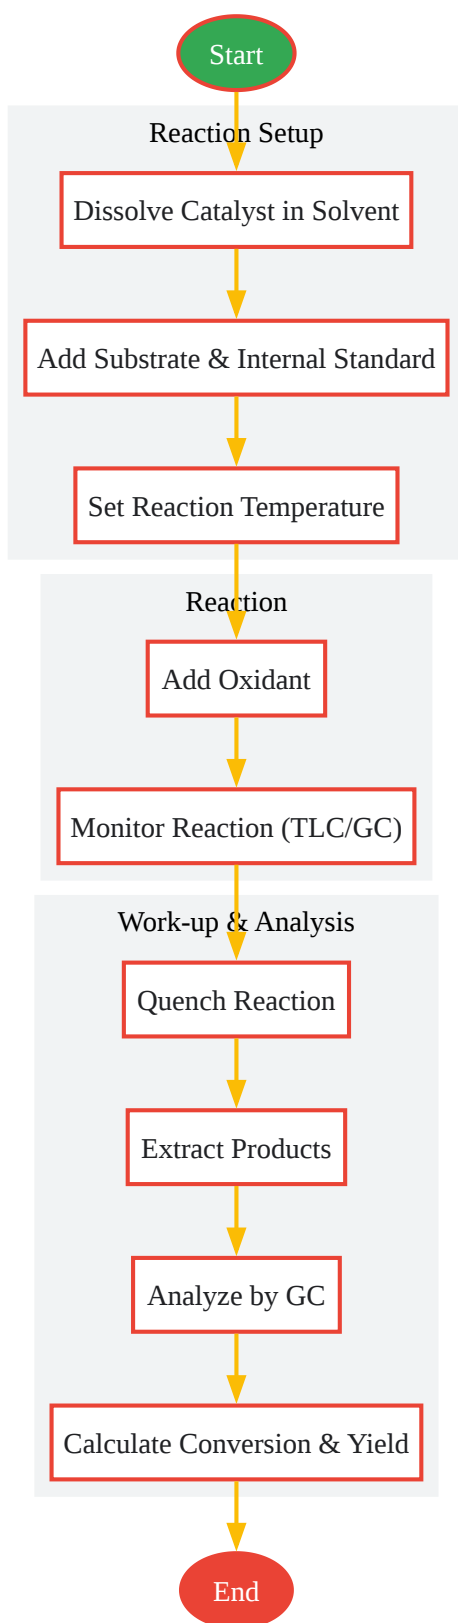 Start
Reaction Setup
Dissolve Catalyst in Solvent
Add Substrate & Internal Standard
Set Reaction Temperature
Reaction
Add Oxidant
Monitor Reaction (TLC/GC)
Work-up & Analysis
Quench Reaction
Extract Products
Analyze by GC
Calculate Conversion & Yield
End